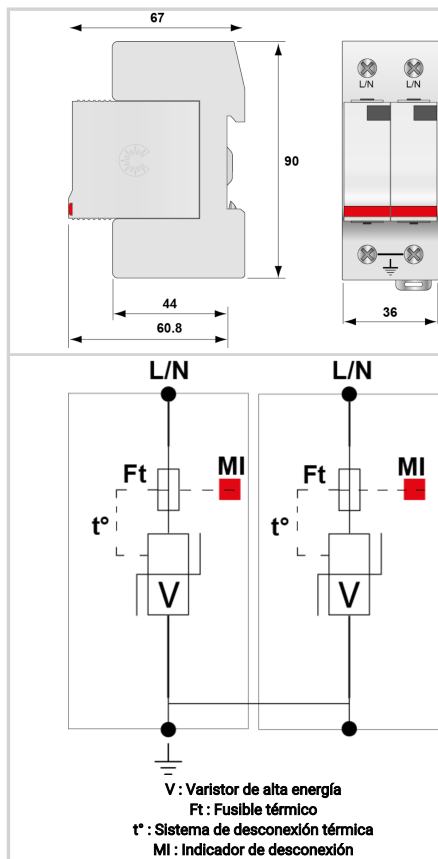 67
L/N L/N
90
44
60.8
36
L/N L/N
Ft MI Ft MI
t° t°
V V
V : Varistor de alta energía
Ft : Fusible térmico
t° : Sistema de desconexión térmica
MI : Indicador de desconexión